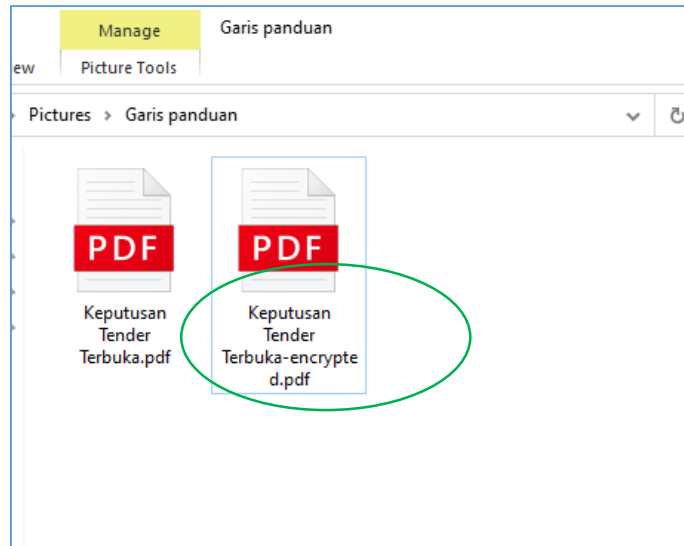 Manage
Garis panduan
ew
Picture Tools
Pictures > Garis panduan
PDF
PDF
Keputusan
Tender
Terbuka.pdf
Keputusan
Tender
Terbuka-encrypte
d.pdf